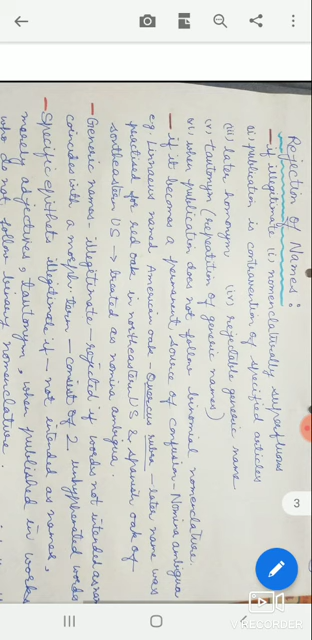 Rejection of Names:
- if illegitimate (i) nomenclaturally superfluous
(ii) publication is contravention of specified articles
(iii) later homonym (iv) rejectable generic name
(v) tautonym (repetition of generic names)
vi) when publication does not follow binomial nomenclature.
- if it becomes a permanent source of confusion - Nomina ambigua
eg. Linnaeus named American oak - Quercus rubra - later name was
practised for red oak in northeastern US & spanish oak of
southeastern US → treated as nomina ambigua.
- Generic names - illegitimate - rejected if words not intended as
coincides with a morph. term - consist of 2 unhyphenated words
- Specific epithets illegitimate if - not intended as names,
merely adjectives, tautonym, when published in works
who do not follow binary nomenclature.
3
VIVAVIDEO